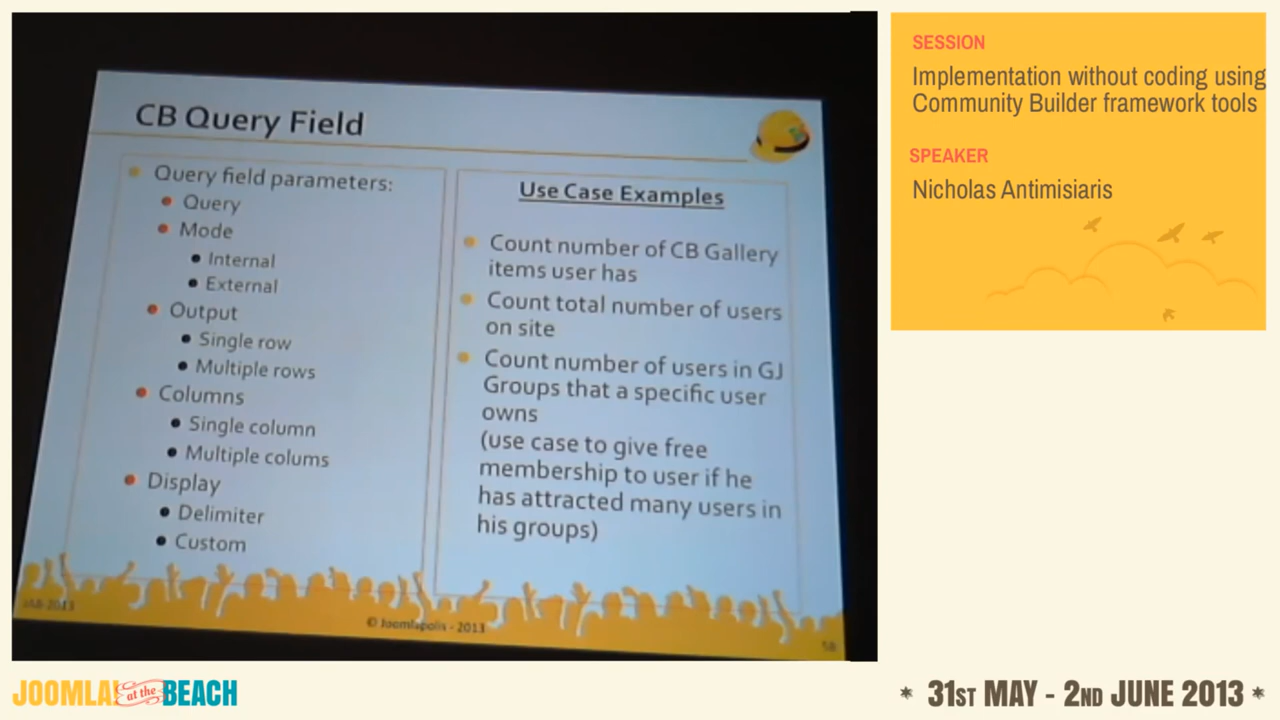 CB Query Field
Query field parameters:
Query
Mode
Internal
External
Output
Single row
Multiple rows
Columns
Single column
Multiple colums
Display
Delimiter
Custom
Use Case Examples
Count number of CB Gallery
items user has
Count total number of users
on site
Count number of users in GJ
Groups that a specific user
owns
(use case to give free
membership to user if he
has attracted many users in
his groups)
JAB 2013
© Joomlapolis - 2013
58
SESSION
Implementation without coding using
Community Builder framework tools
SPEAKER
Nicholas Antimisiaris
JOOMLA! at the BEACH
* 31ST MAY - 2ND JUNE 2013 *